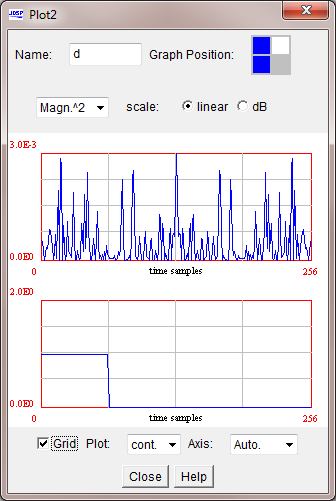 JDSP Plot2
Name: d Graph Position:
Magn.^2 scale: linear dB
3.0E-3
0.0E0
0 time samples 256
2.0E0
0.0E0
0 time samples 256
Grid Plot: cont. Axis: Auto.
Close Help